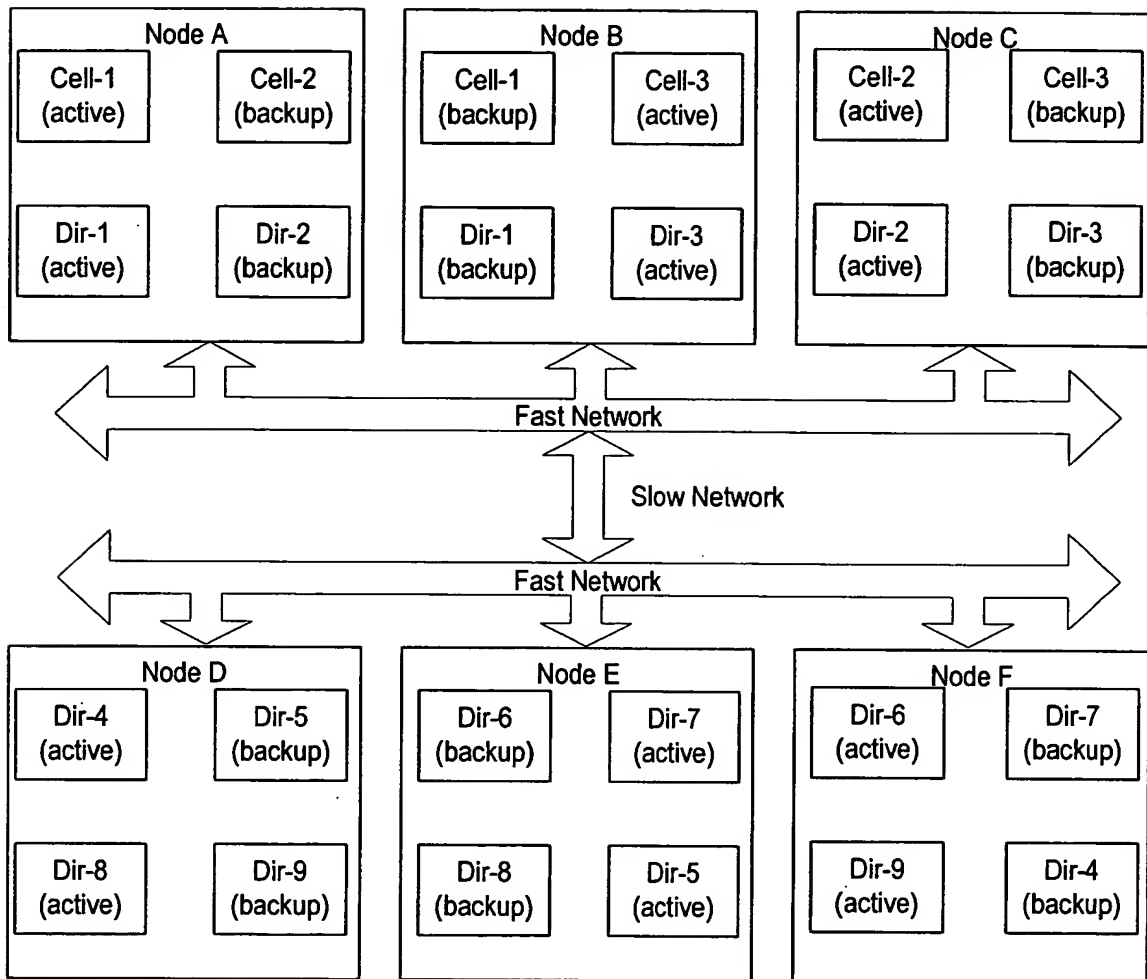 Node A
Cell-1
(active)
Cell-2
(backup)
Dir-1
(active)
Dir-2
(backup)
Node B
Cell-1
(backup)
Cell-3
(active)
Dir-1
(backup)
Dir-3
(active)
Node C
Cell-2
(active)
Cell-3
(backup)
Dir-2
(active)
Dir-3
(backup)
Fast Network
Slow Network
Fast Network
Node D
Dir-4
(active)
Dir-5
(backup)
Dir-8
(active)
Dir-9
(backup)
Node E
Dir-6
(backup)
Dir-7
(active)
Dir-8
(backup)
Dir-5
(active)
Node F
Dir-6
(active)
Dir-7
(backup)
Dir-9
(active)
Dir-4
(backup)